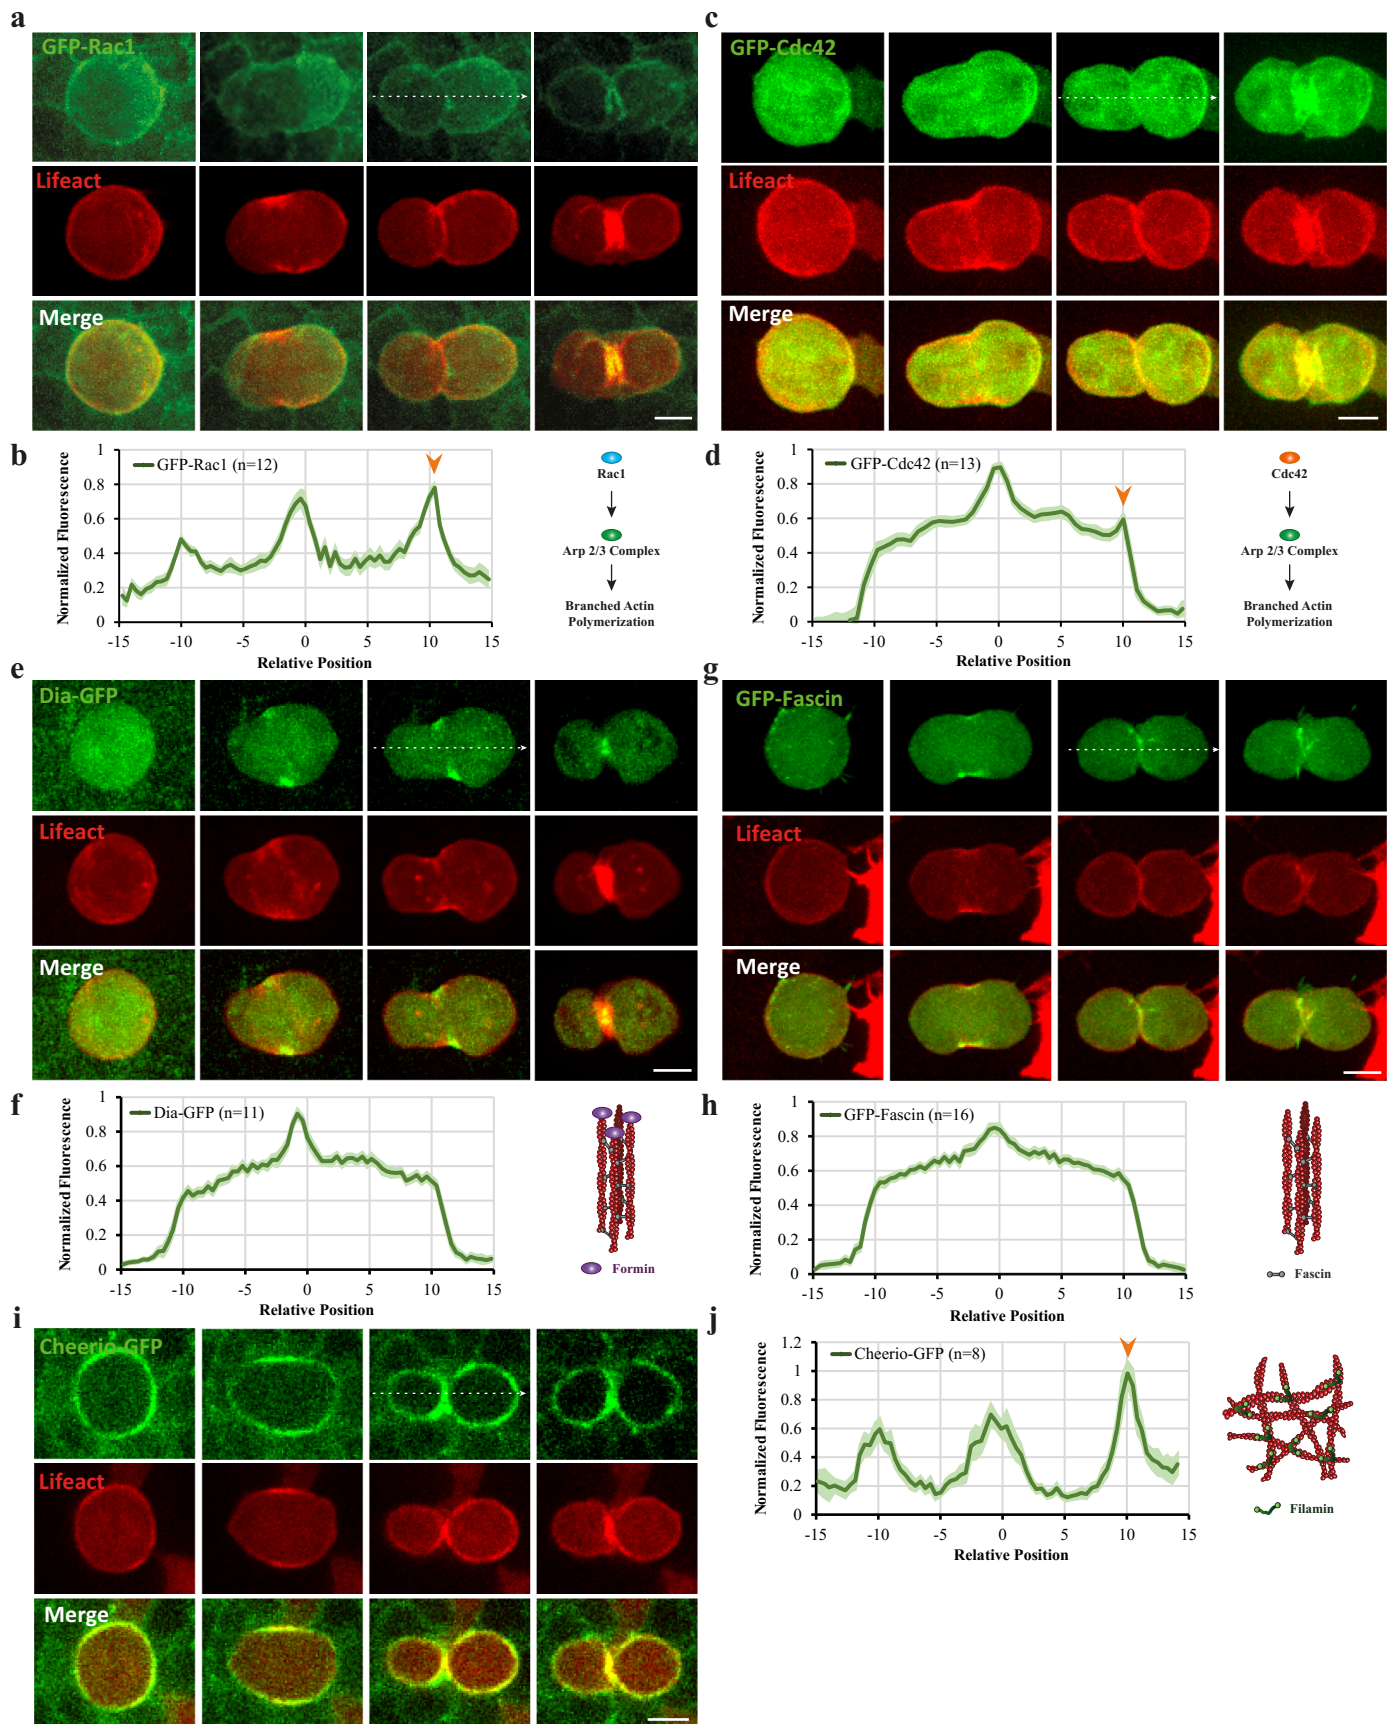 a
GFP-Rac1
Lifeact
Merge
b
Normalized Fluorescence
1
0.8
0.6
0.4
0.2
0
GFP-Rac1 (n=12)
-15 -10 -5 0 5 10 15
Relative Position
Rac1
Arp 2/3 Complex
Branched Actin
Polymerization
c
GFP-Cdc42
Lifeact
Merge
d
Normalized Fluorescence
1
0.8
0.6
0.4
0.2
0
GFP-Cdc42 (n=13)
-15 -10 -5 0 5 10 15
Relative Position
Cdc42
Arp 2/3 Complex
Branched Actin
Polymerization
e
Dia-GFP
Lifeact
Merge
f
Normalized Fluorescence
1
0.8
0.6
0.4
0.2
0
Dia-GFP (n=11)
-15 -10 -5 0 5 10 15
Relative Position
Formin
g
GFP-Fascin
Lifeact
Merge
h
Normalized Fluorescence
1
0.8
0.6
0.4
0.2
0
GFP-Fascin (n=16)
-15 -10 -5 0 5 10 15
Relative Position
Fascin
i
Cheerio-GFP
Lifeact
Merge
j
Normalized Fluorescence
1.2
1
0.8
0.6
0.4
0.2
0
Cheerio-GFP (n=8)
-15 -10 -5 0 5 10 15
Relative Position
Filamin